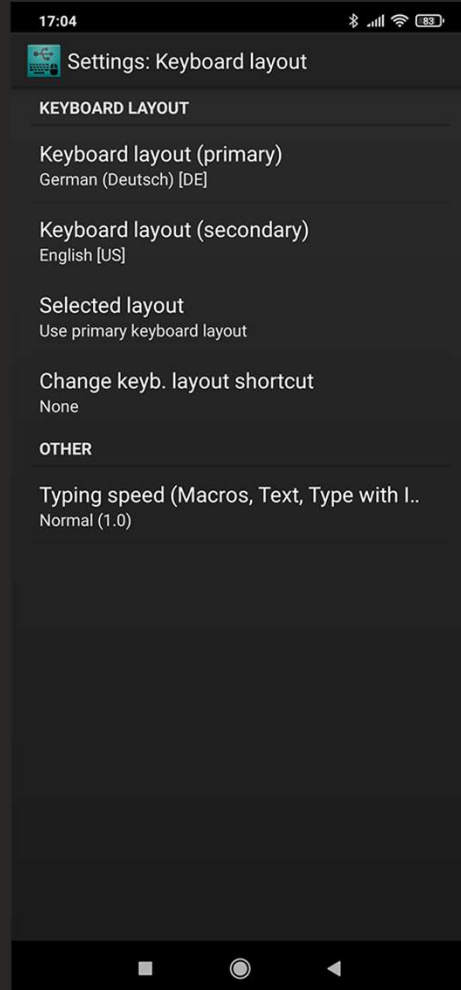 17:04
83
Settings: Keyboard layout
KEYBOARD LAYOUT
Keyboard layout (primary)
German (Deutsch) [DE]
Keyboard layout (secondary)
English [US]
Selected layout
Use primary keyboard layout
Change keyb. layout shortcut
None
OTHER
Typing speed (Macros, Text, Type with I..
Normal (1.0)